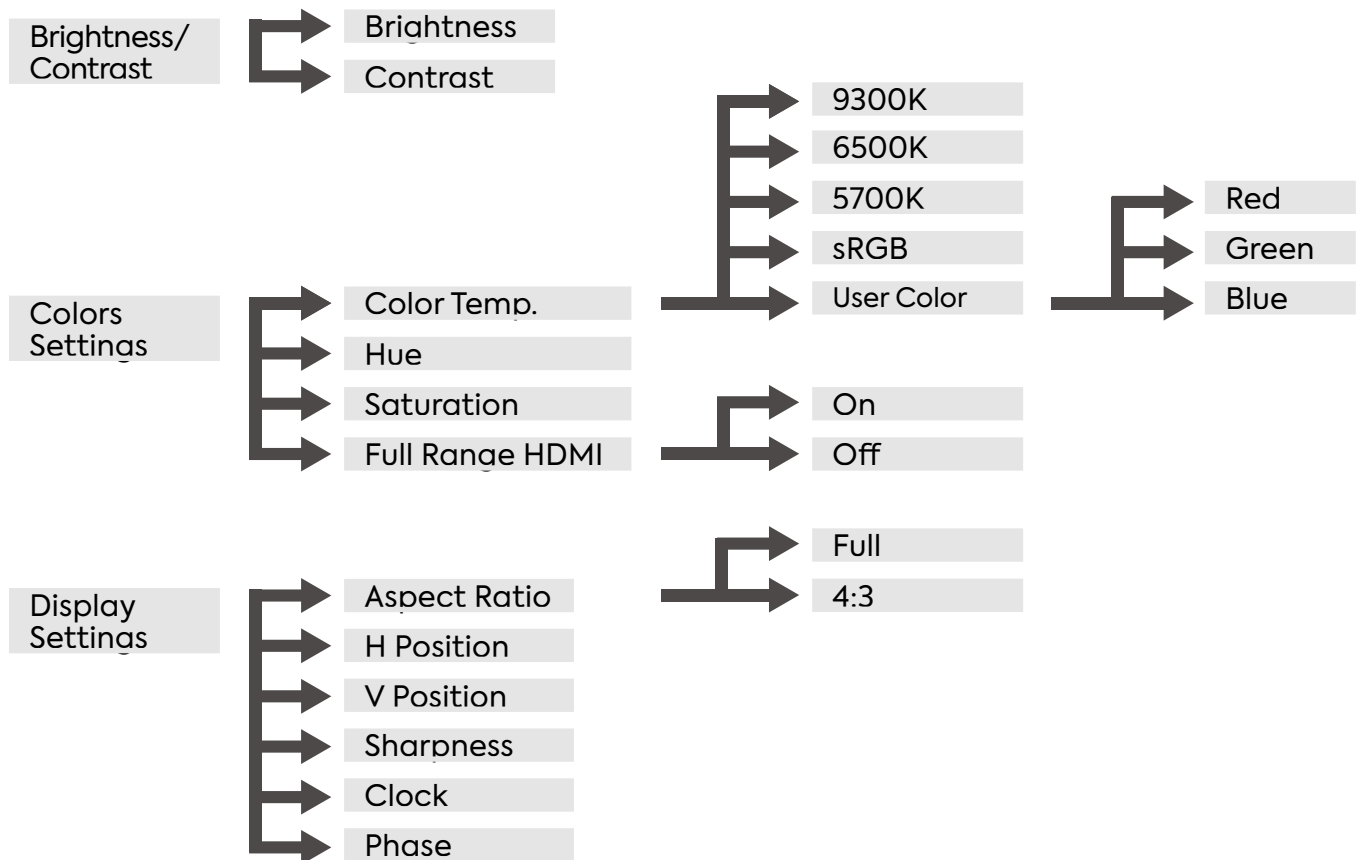 Brightness/
Contrast
Brightness
Contrast
9300K
6500K
5700K
sRGB
User Color
Red
Green
Blue
Colors
Settings
Color Temp.
Hue
Saturation
Full Range HDMI
On
Off
Full
4:3
Display
Settings
Aspect Ratio
H Position
V Position
Sharpness
Clock
Phase